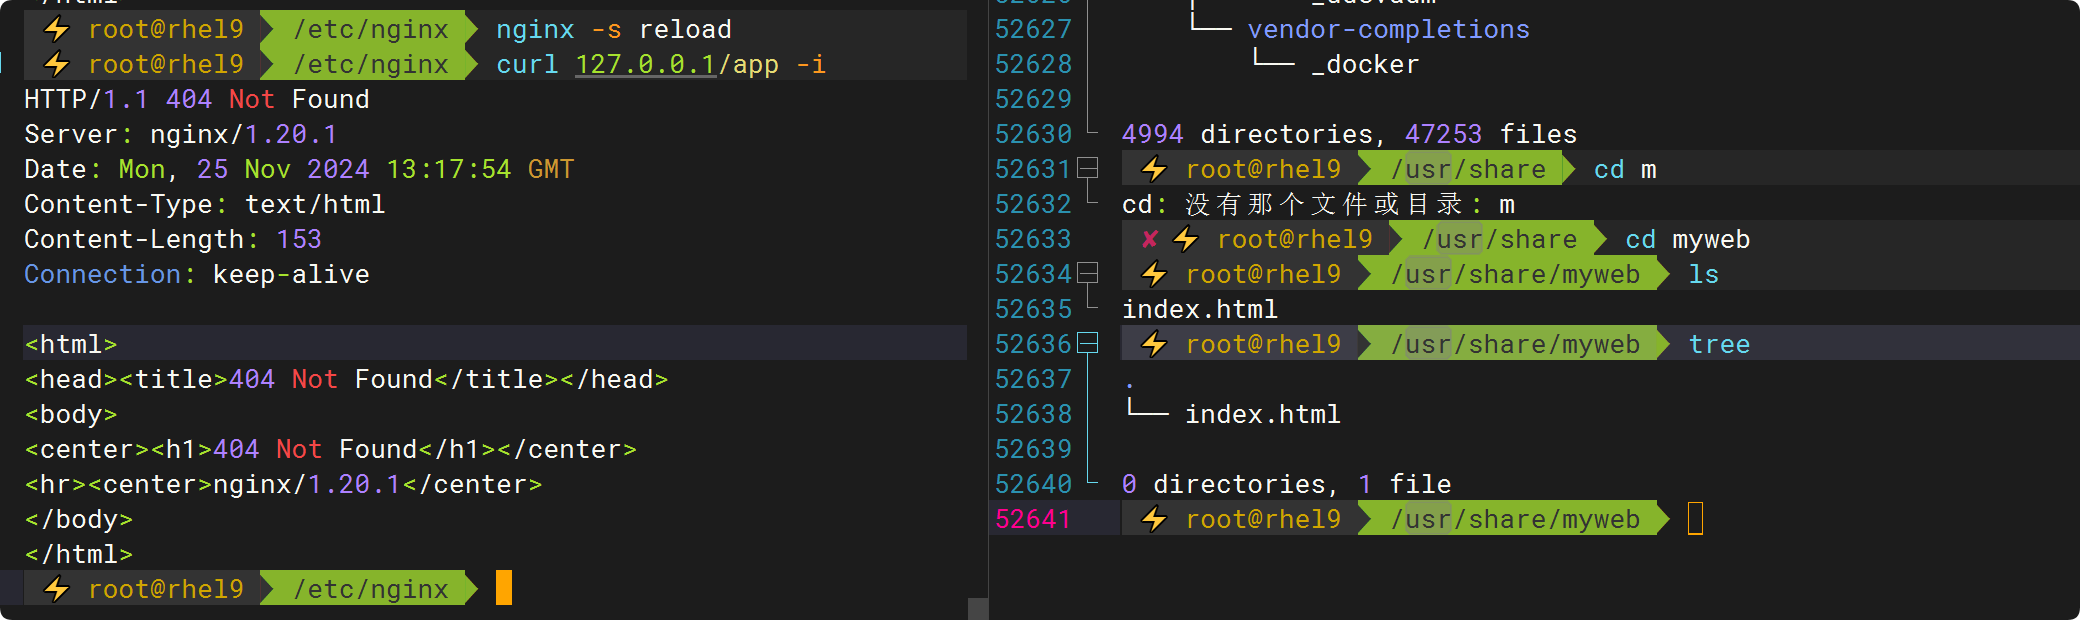 </html>
⚡ root@rhel9 /etc/nginx nginx -s reload
⚡ root@rhel9 /etc/nginx curl 127.0.0.1/app -i
HTTP/1.1 404 Not Found
Server: nginx/1.20.1
Date: Mon, 25 Nov 2024 13:17:54 GMT
Content-Type: text/html
Content-Length: 153
Connection: keep-alive
<html>
<head><title>404 Not Found</title></head>
<body>
<center><h1>404 Not Found</h1></center>
<hr><center>nginx/1.20.1</center>
</body>
</html>
⚡ root@rhel9 /etc/nginx
52627 └── vendor-completions
52628 └── _docker
52629
52630 4994 directories, 47253 files
52631 ⚡ root@rhel9 /usr/share cd m
52632 cd: 没有那个文件或目录: m
52633 ✘ ⚡ root@rhel9 /usr/share cd myweb
52634 ⚡ root@rhel9 /usr/share/myweb ls
52635 index.html
52636 ⚡ root@rhel9 /usr/share/myweb tree
52637 .
52638 └── index.html
52639
52640 0 directories, 1 file
52641 ⚡ root@rhel9 /usr/share/myweb